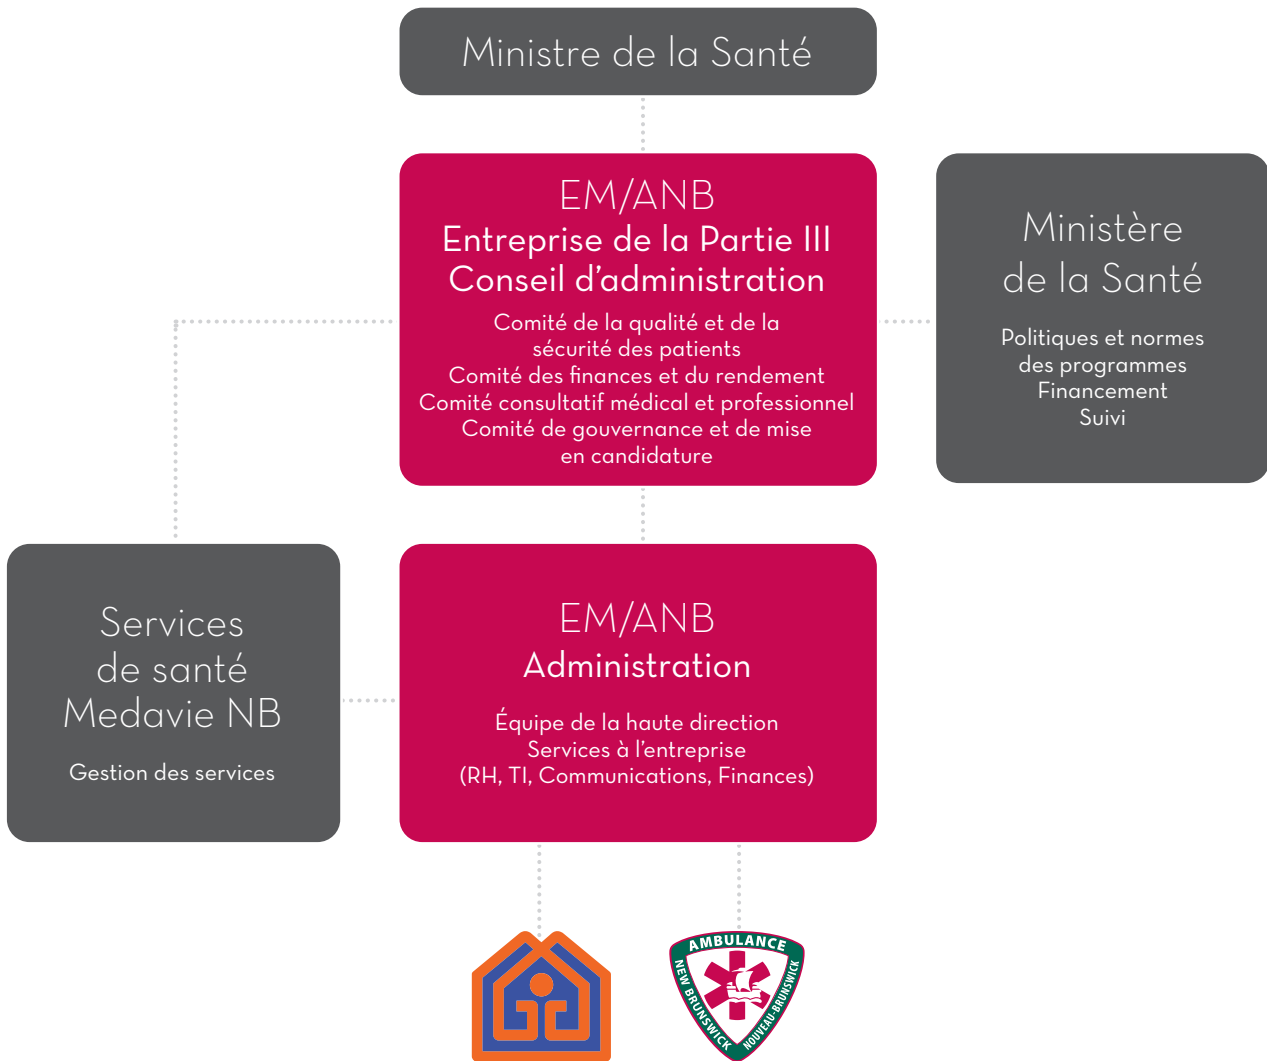 Ministre de la Santé
EM/ANB
Entreprise de la Partie III
Conseil d'administration
Comité de la qualité et de la
sécurité des patients
Comité des finances et du rendement
Comité consultatif médical et professionnel
Comité de gouvernance et de mise
en candidature
Ministère
de la Santé
Politiques et normes
des programmes
Financement
Suivi
Services
de santé
Medavie NB
Gestion des services
EM/ANB
Administration
Équipe de la haute direction
Services à l'entreprise
(RH, TI, Communications, Finances)
AMBULANCE
NEW BRUNSWICK
NOUVEAU-BRUNSWICK